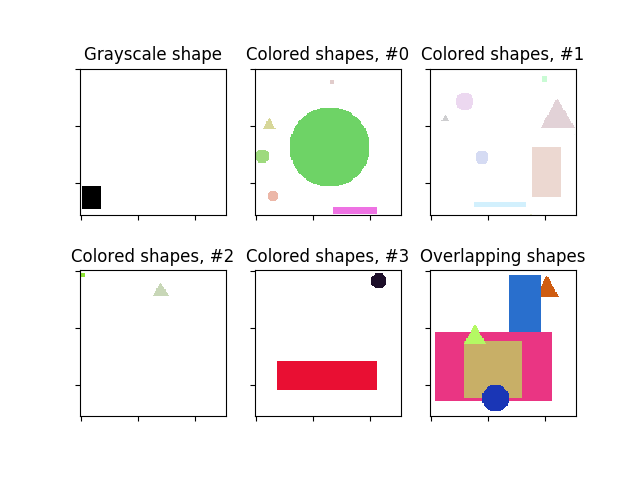 Grayscale shape
Colored shapes, #0
Colored shapes, #1
Colored shapes, #2
Colored shapes, #3
Overlapping shapes